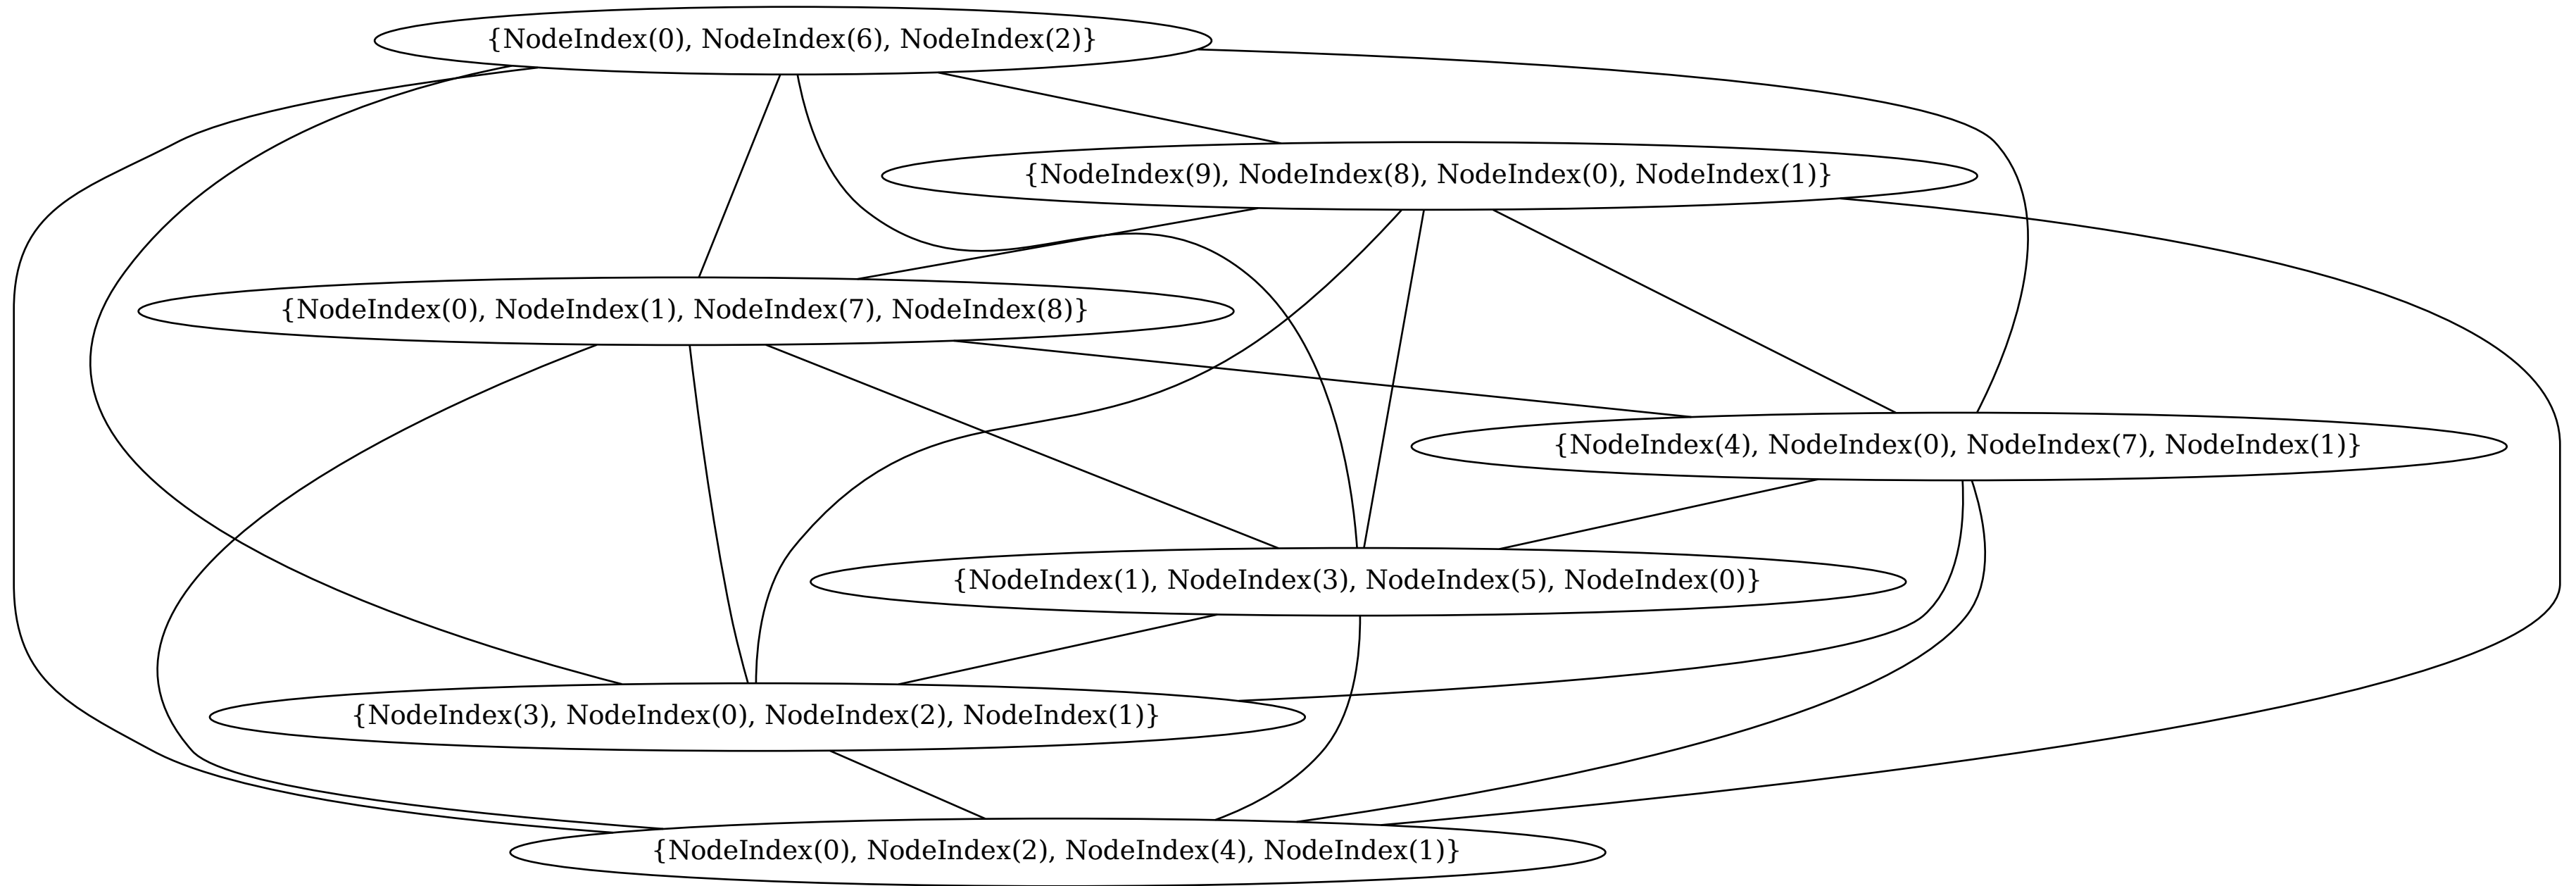 {NodeIndex(0), NodeIndex(6), NodeIndex(2)}
{NodeIndex(9), NodeIndex(8), NodeIndex(0), NodeIndex(1)}
{NodeIndex(0), NodeIndex(1), NodeIndex(7), NodeIndex(8)}
{NodeIndex(4), NodeIndex(0), NodeIndex(7), NodeIndex(1)}
{NodeIndex(1), NodeIndex(3), NodeIndex(5), NodeIndex(0)}
{NodeIndex(3), NodeIndex(0), NodeIndex(2), NodeIndex(1)}
{NodeIndex(0), NodeIndex(2), NodeIndex(4), NodeIndex(1)}